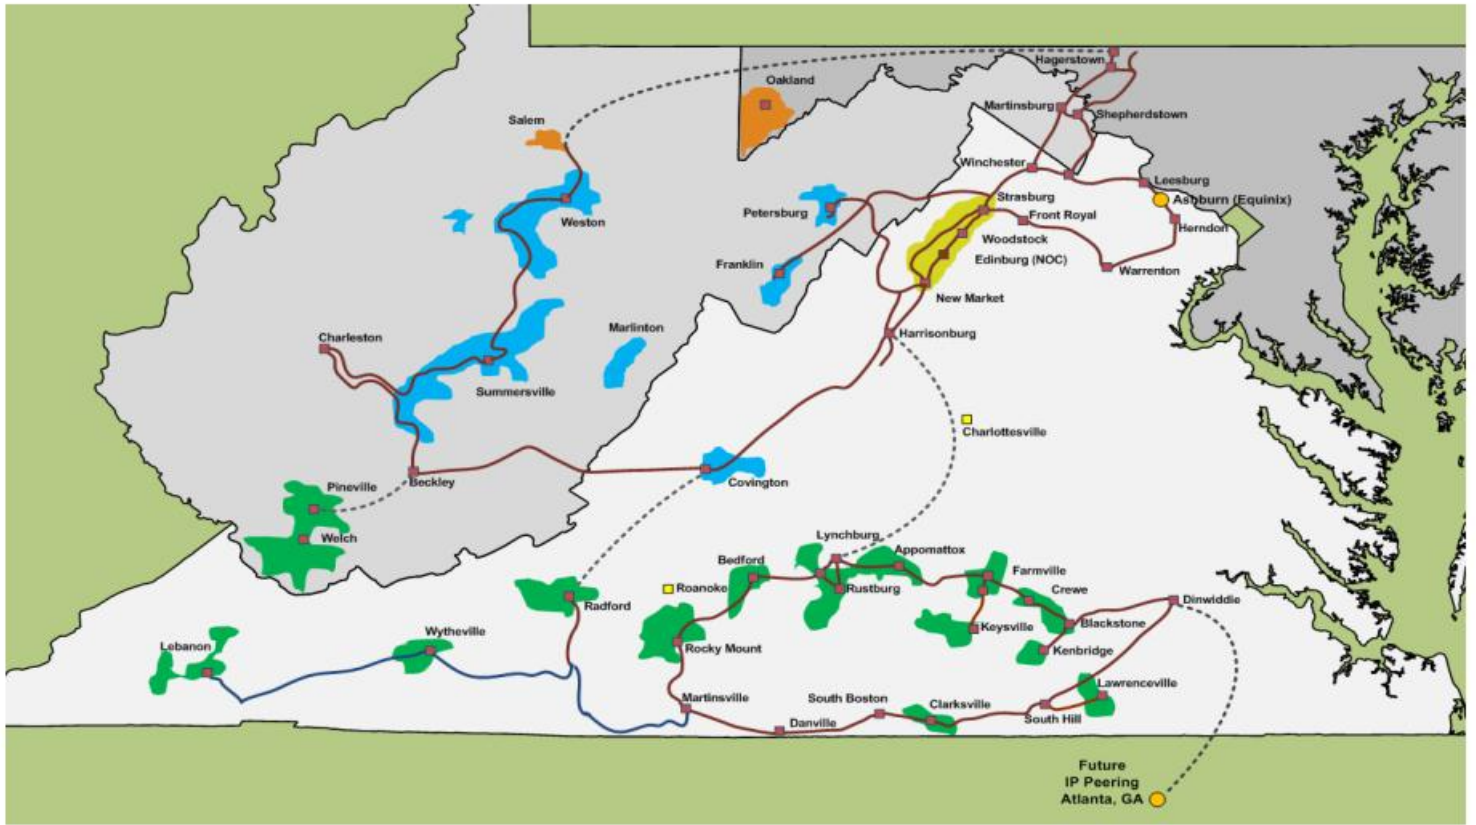 Hagerstown
Oakland
Martinsburg
Shepherdstown
Salem
Winchester
Leesburg
Strasburg
Ashburn (Equinix)
Petersburg
Front Royal
Weston
Herndon
Woodstock
Franklin
Edinburg (NOC)
Warrenton
New Market
Marlinton
Harrisonburg
Charleston
Summersville
Charlottesville
Beckley
Covington
Pineville
Welch
Lynchburg
Appomattox
Bedford
Farmville
Roanoke
Rustburg
Crewe
Radford
Dinwiddie
Keysville
Blackstone
Wytheville
Lebanon
Rocky Mount
Kenbridge
Lawrenceville
Martinsville
South Boston
Clarksville
South Hill
Danville
Future
IP Peering
Atlanta, GA